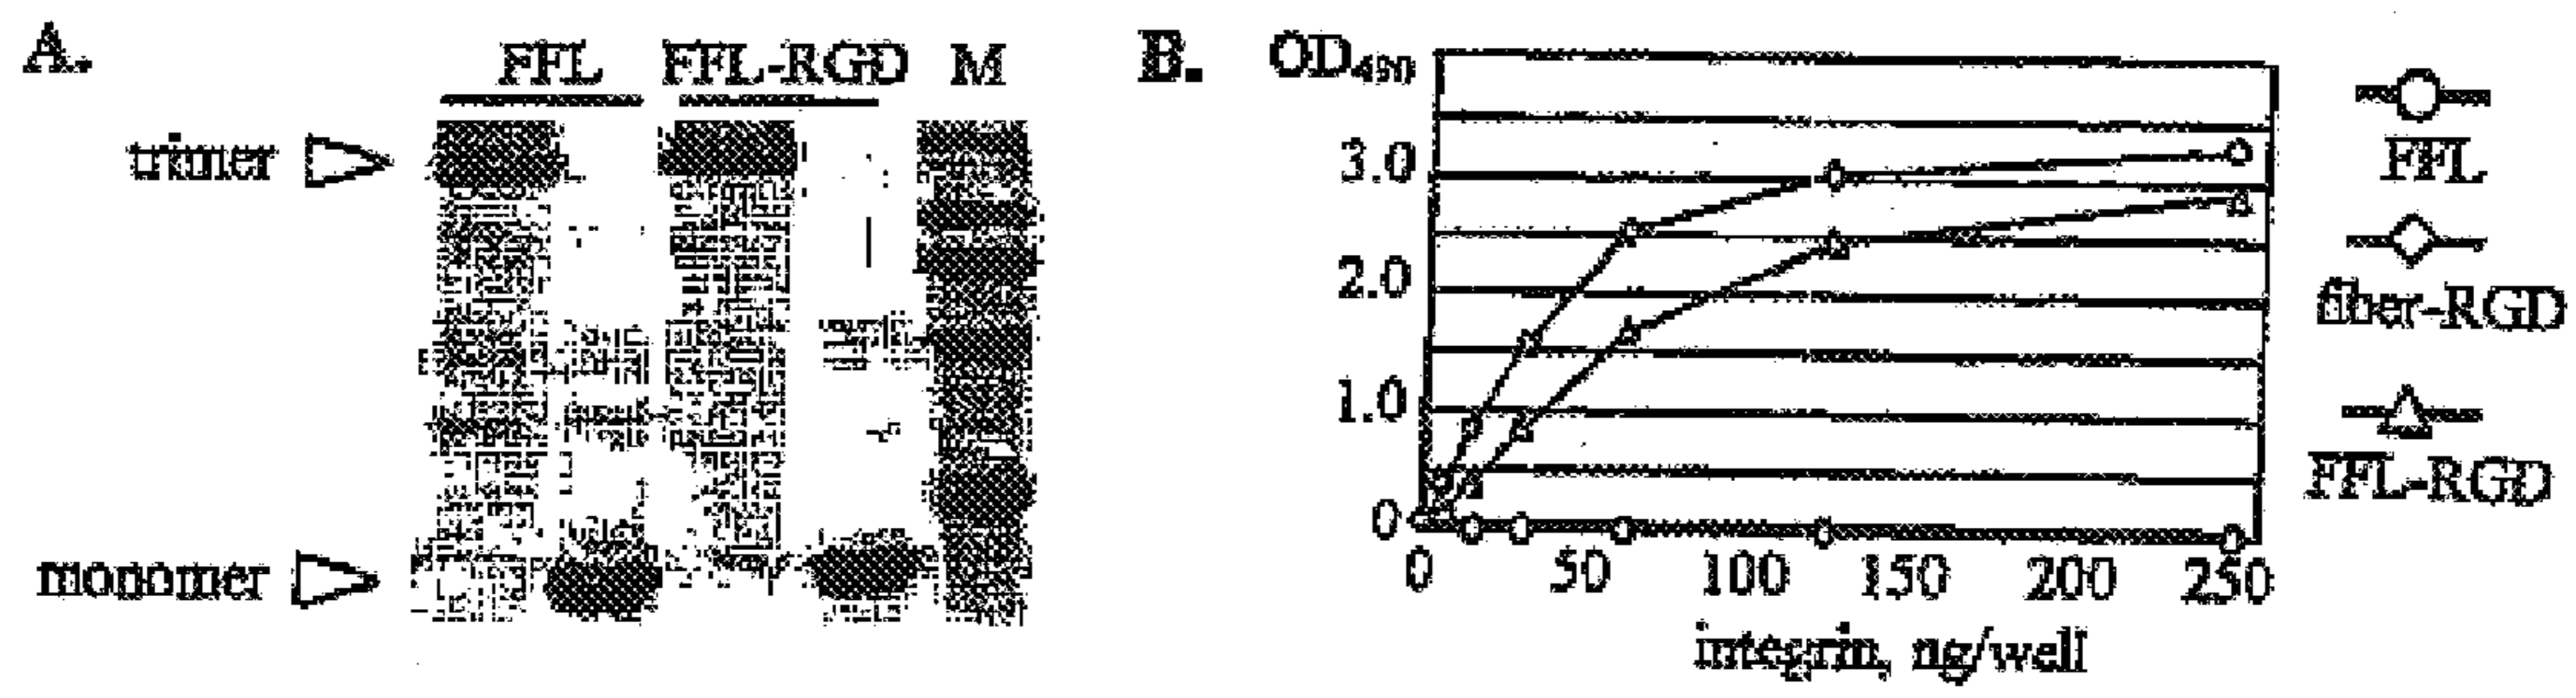 A.
FFL FFL-RGD M
trimer
monomer
B.
OD490
3.0
2.0
1.0
0
0 50 100 150 200 250
integrin, ng/well
FFL
fiber-RGD
FFL-RGD